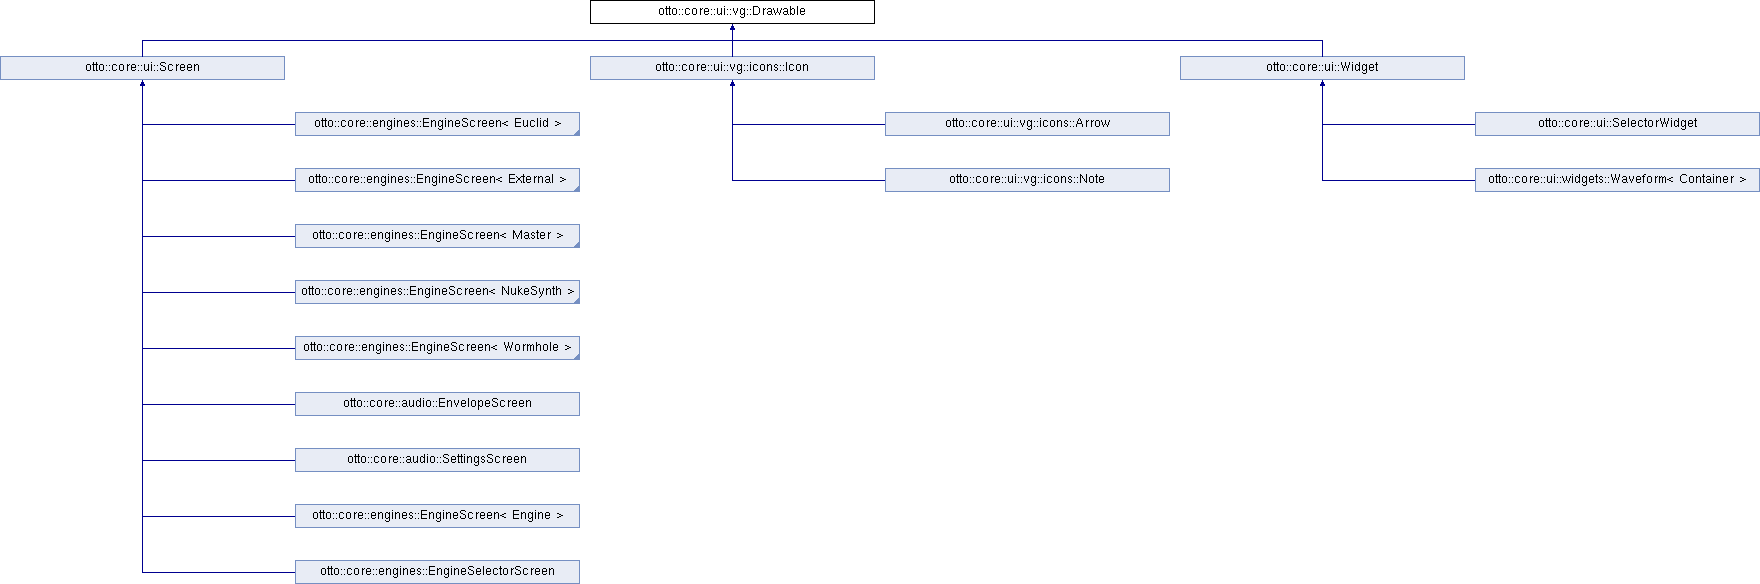 otto::core::ui::vg::Drawable
otto::core::ui::Screen
otto::core::ui::vg::icons::Icon
otto::core::ui::Widget
otto::core::engines::EngineScreen< Euclid >
otto::core::ui::vg::icons::Arrow
otto::core::ui::SelectorWidget
otto::core::engines::EngineScreen< External >
otto::core::ui::vg::icons::Note
otto::core::ui::widgets::Waveform< Container >
otto::core::engines::EngineScreen< Master >
otto::core::engines::EngineScreen< NukeSynth >
otto::core::engines::EngineScreen< Wormhole >
otto::core::audio::EnvelopeScreen
otto::core::audio::SettingsScreen
otto::core::engines::EngineScreen< Engine >
otto::core::engines::EngineSelectorScreen